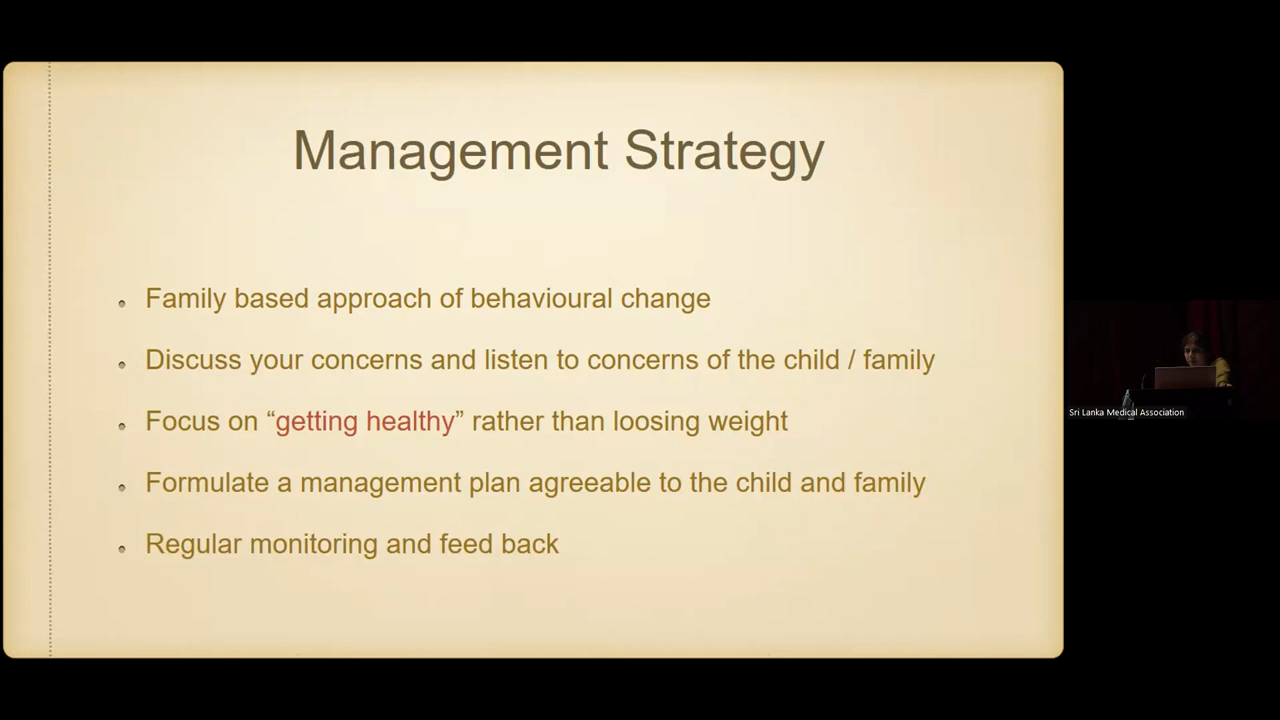 Management Strategy
Family based approach of behavioural change
Discuss your concerns and listen to concerns of the child / family
Focus on “getting healthy” rather than loosing weight
Formulate a management plan agreeable to the child and family
Regular monitoring and feed back
Sri Lanka Medical Association